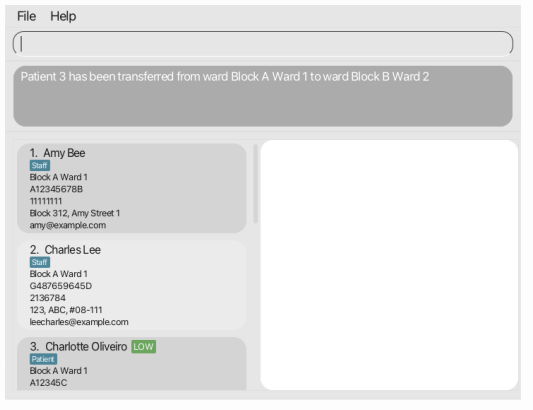 File Help
Patient 3 has been transferred from ward Block A Ward 1 to ward Block B Ward 2
1. Amy Bee
Staff
Block A Ward 1
A12345678B
11111111
Block 312, Amy Street 1
amy@example.com
2. Charles Lee
Staff
Block A Ward 1
G487659645D
2136784
123, ABC, #08-111
leecharles@example.com
3. Charlotte Oliveiro LOW
Patient
Block A Ward 1
A12345C